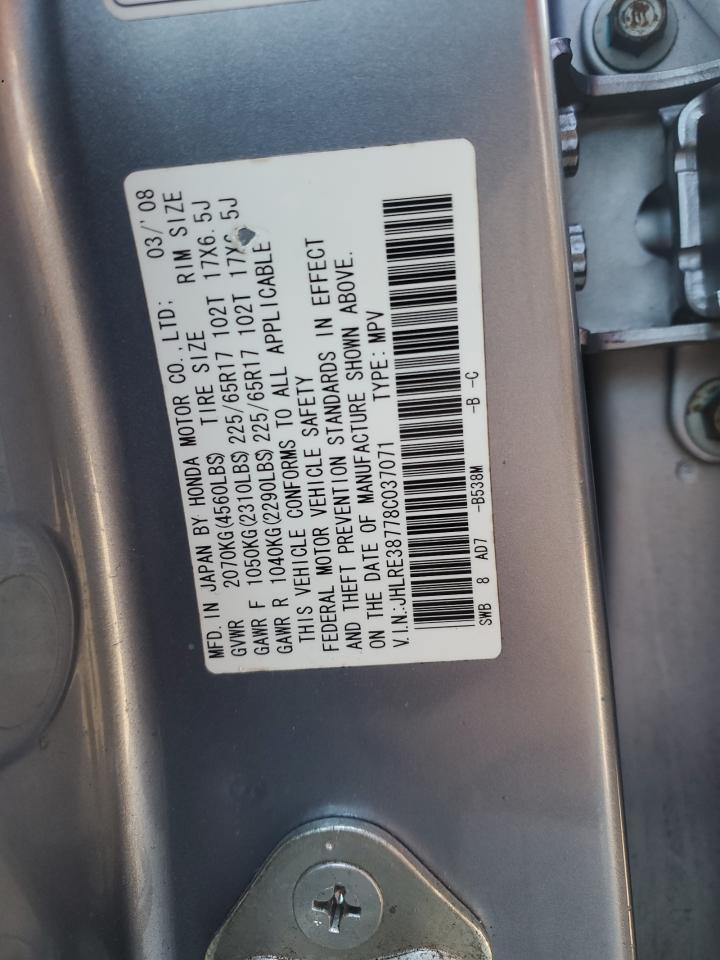 MFD. IN JAPAN BY HONDA MOTOR CO., LTD; 03/'08
GVWR 2070KG(4560LBS) TIRE SIZE RIM SIZE
GAWR F 1050KG(2310LBS) 225/65R17 102T 17X6.5J
GAWR R 1040KG(2290LBS) 225/65R17 102T 17X6.5J
THIS VEHICLE CONFORMS TO ALL APPLICABLE
FEDERAL MOTOR VEHICLE SAFETY
AND THEFT PREVENTION STANDARDS IN EFFECT
ON THE DATE OF MANUFACTURE SHOWN ABOVE.
V.I.N.:JHLRE38778C037071 TYPE:MPV
SWB 8 AD7 -B538M -B -C